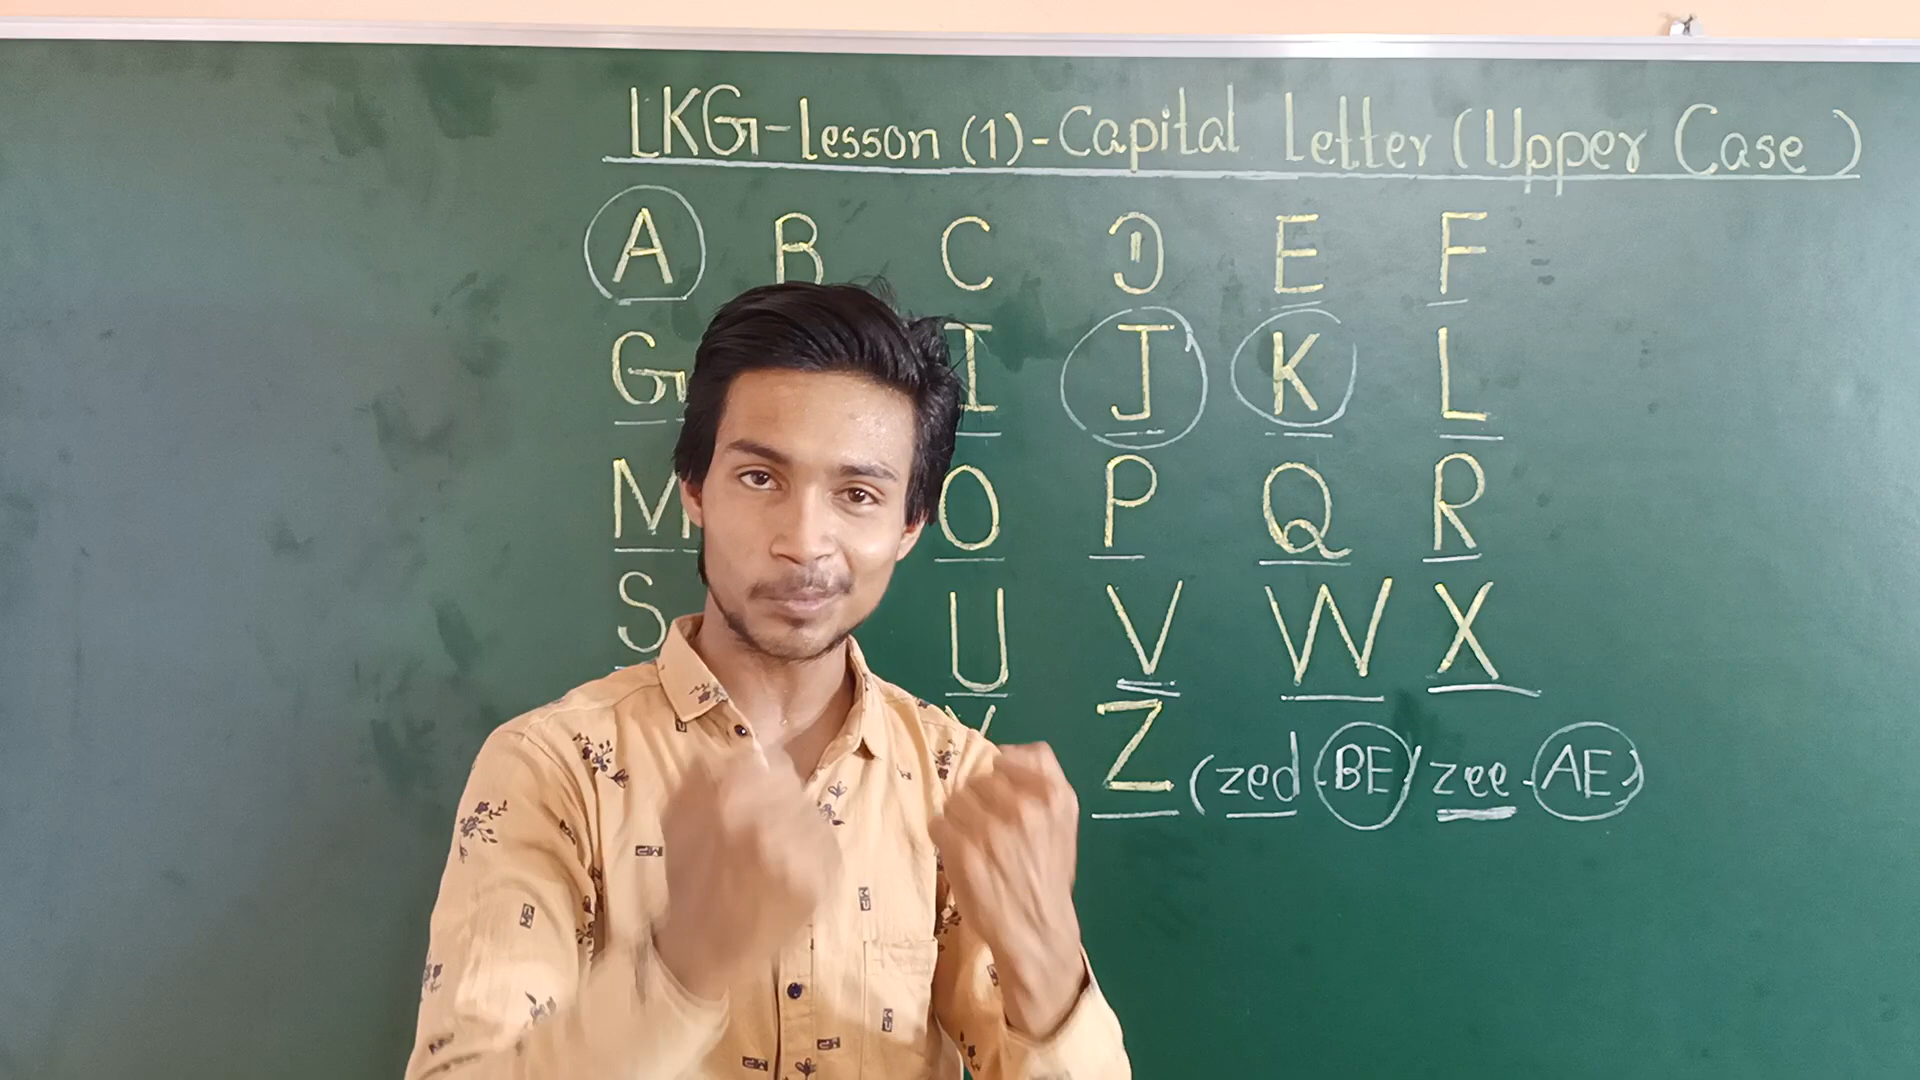 LKG-Lesson (1)-Capital Letter (Upper Case)
A B C D E F
G I J K L
M O P Q R
S U V W X
Y Z (zed BE/ zee-AE)